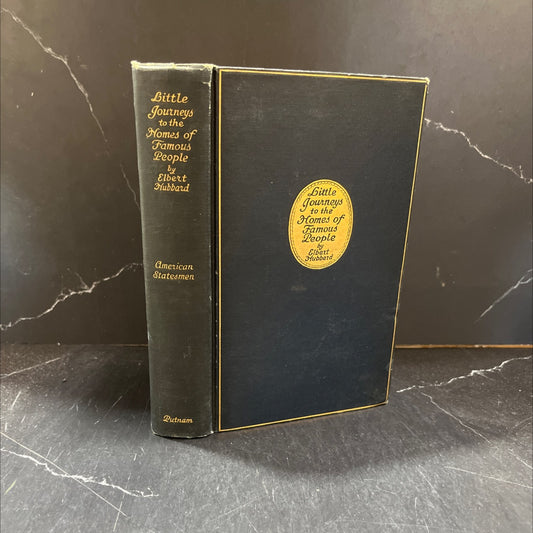 Little
Journeys
to the
Homes of
Famous
People
by
Elbert
Hubbard
American
Statesmen
Putnam
Little
Journeys
to the
Homes of
Famous
People
by
Elbert
Hubbard